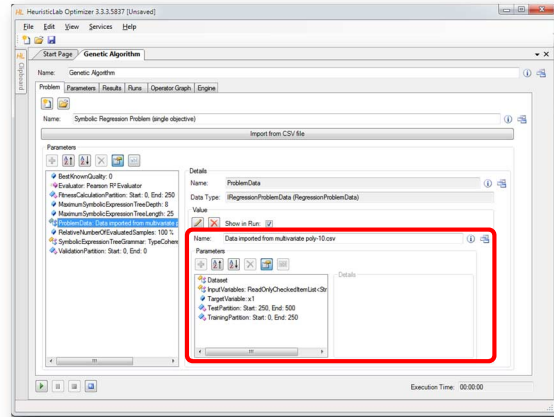 HeuristicLab Optimizer 3.3.3.5837 [Unsaved]
File Edit View Services Help
Start Page Genetic Algorithm
Clipboard
Name: Genetic Algorithm
Problem Parameters Results Runs Operator Graph Engine
Name: Symbolic Regression Problem (single objective)
Import from CSV file
Parameters
BestKnownQuality: 0
Evaluator: Pearson R² Evaluator
FitnessCalculationPartition: Start: 0, End: 250
MaximumSymbolicExpressionTreeDepth: 8
MaximumSymbolicExpressionTreeLength: 25
ProblemData: Data imported from multivariate p
RelativeNumberOfEvaluatedSamples: 100 %
SymbolicExpressionTreeGrammar: TypeCoheren
ValidationPartition: Start: 0, End: 0
Details
Name: ProblemData
Data Type: IRegressionProblemData (RegressionProblemData)
Value
Show in Run:
Name: Data imported from multivariate poly-10.csv
Parameters
Dataset
InputVariables: ReadOnlyCheckedItemList<Str
TargetVariable: x1
TestPartition: Start: 250, End: 500
TrainingPartition: Start: 0, End: 250
Details
Execution Time: 00:00:00